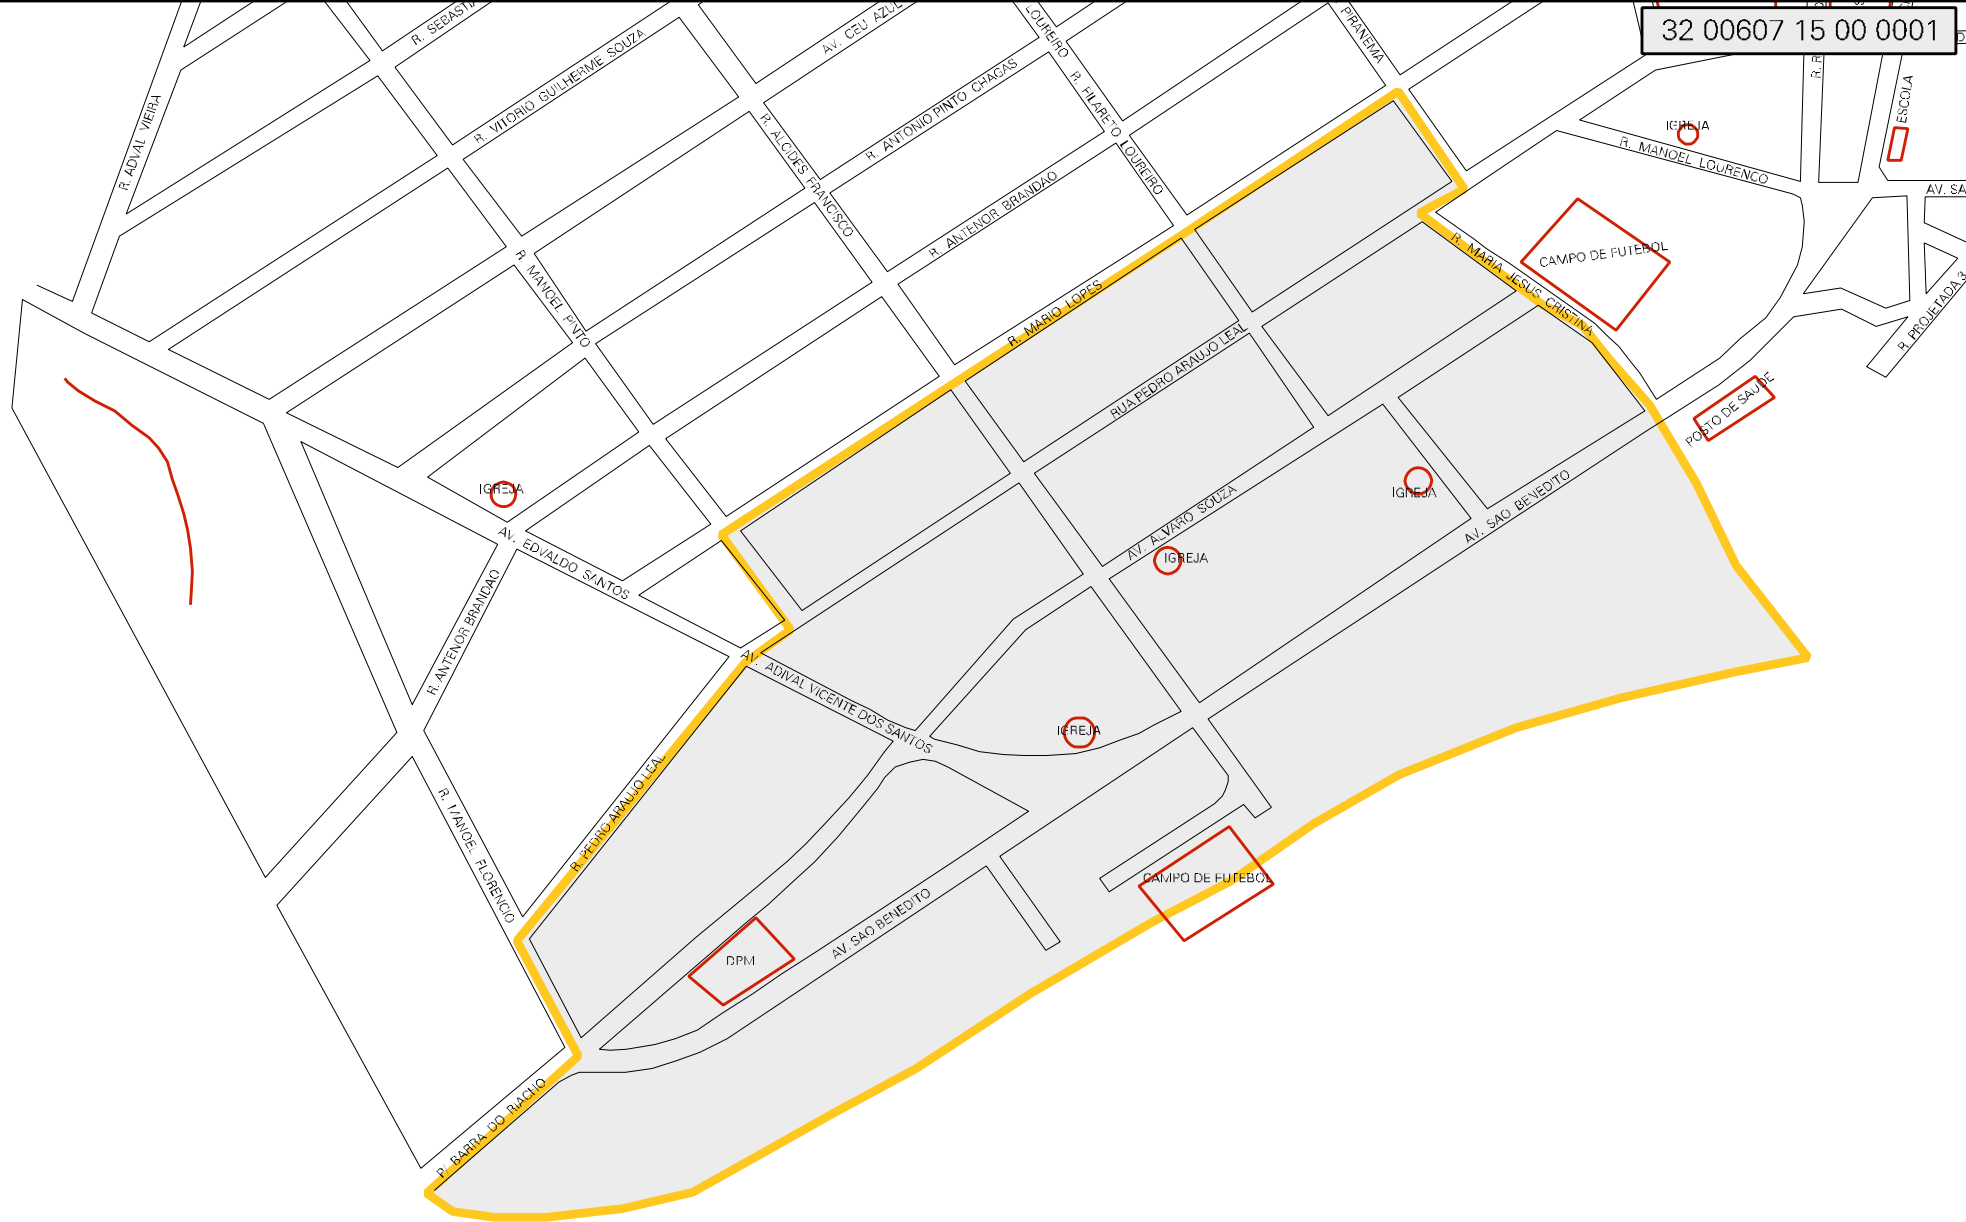 32 00607 15 00 0001
R. VITORIO GUILHERME SOUZA
AV. CEU AZUL
LOUREIRO
PIRANEMA
R. ADVAL VIEIRA
R. ALCIDES FRANCISCO
R. ANTONIO PINTO CHAGAS
R. FILARETO LOUREIRO
IGREJA
ESCOLA
R. MANOEL LOURENCO
R. ANTENOR BRANDAO
R. MANOEL PINTO
R. MARIA JESUS CRISTINA
CAMPO DE FUTEBOL
R. PROJETADA 3
R. MARIO LOPES
RUA PEDRO ARAUJO LEAL
POSTO DE SAUDE
IGREJA
IGREJA
AV. SAO BENEDITO
AV. ALVARO SOUZA
IGREJA
AV. EDVALDO SANTOS
R. ANTENOR BRANDAO
AV. ADIVAL VICENTE DOS SANTOS
IGREJA
R. PEDRO ARAUJO LEAL
R. MANOEL FLORENCIO
CAMPO DE FUTEBOL
AV. SAO BENEDITO
DPM
P/ BARRA DO RIACHO